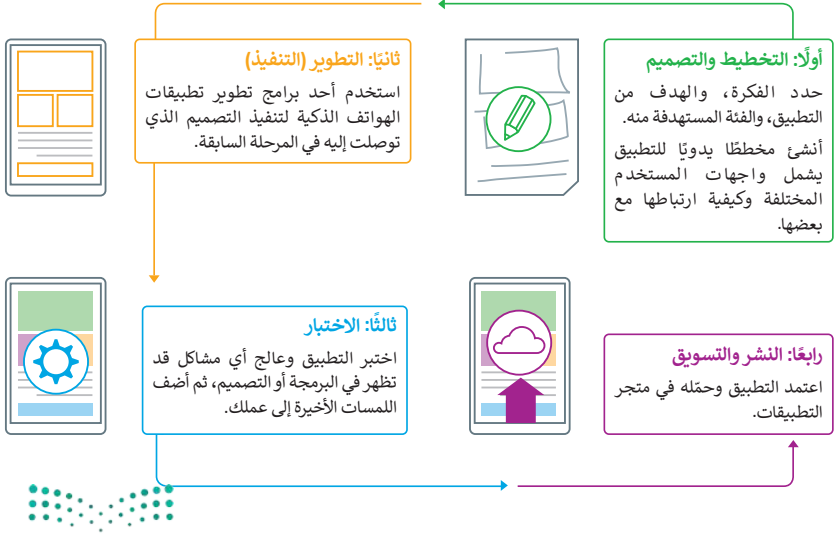 أولًا: التخطيط والتصميم
حدد الفكرة، والهدف من
التطبيق، والفئة المستهدفة منه.
أنشئ مخططًا يدويًا للتطبيق
يشمل واجهات المستخدم
المختلفة وكيفية ارتباطها مع
بعضها.
ثانيًا: التطوير (التنفيذ)
استخدم أحد برامج تطوير تطبيقات
الهواتف الذكية لتنفيذ التصميم الذي
توصلت إليه في المرحلة السابقة.
ثالثًا: الاختبار
اختبر التطبيق وعالج أي مشاكل قد
تظهر في البرمجة أو التصميم، ثم أضف
اللمسات الأخيرة إلى عملك.
رابعًا: النشر والتسويق
اعتمد التطبيق وحمّله في متجر
التطبيقات.